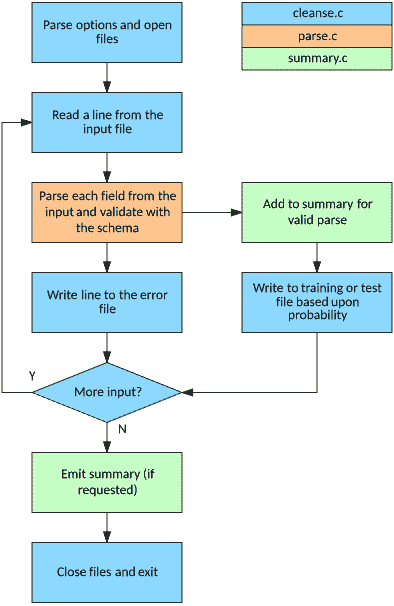 Parse options and open
files
cleanse.c
parse.c
summary.c
Read a line from the
input file
Parse each field from the
input and validate with
the schema
Add to summary for
valid parse
Write line to the error
file
Write to training or test
file based upon
probability
Y
More input?
N
Emit summary (if
requested)
Close files and exit